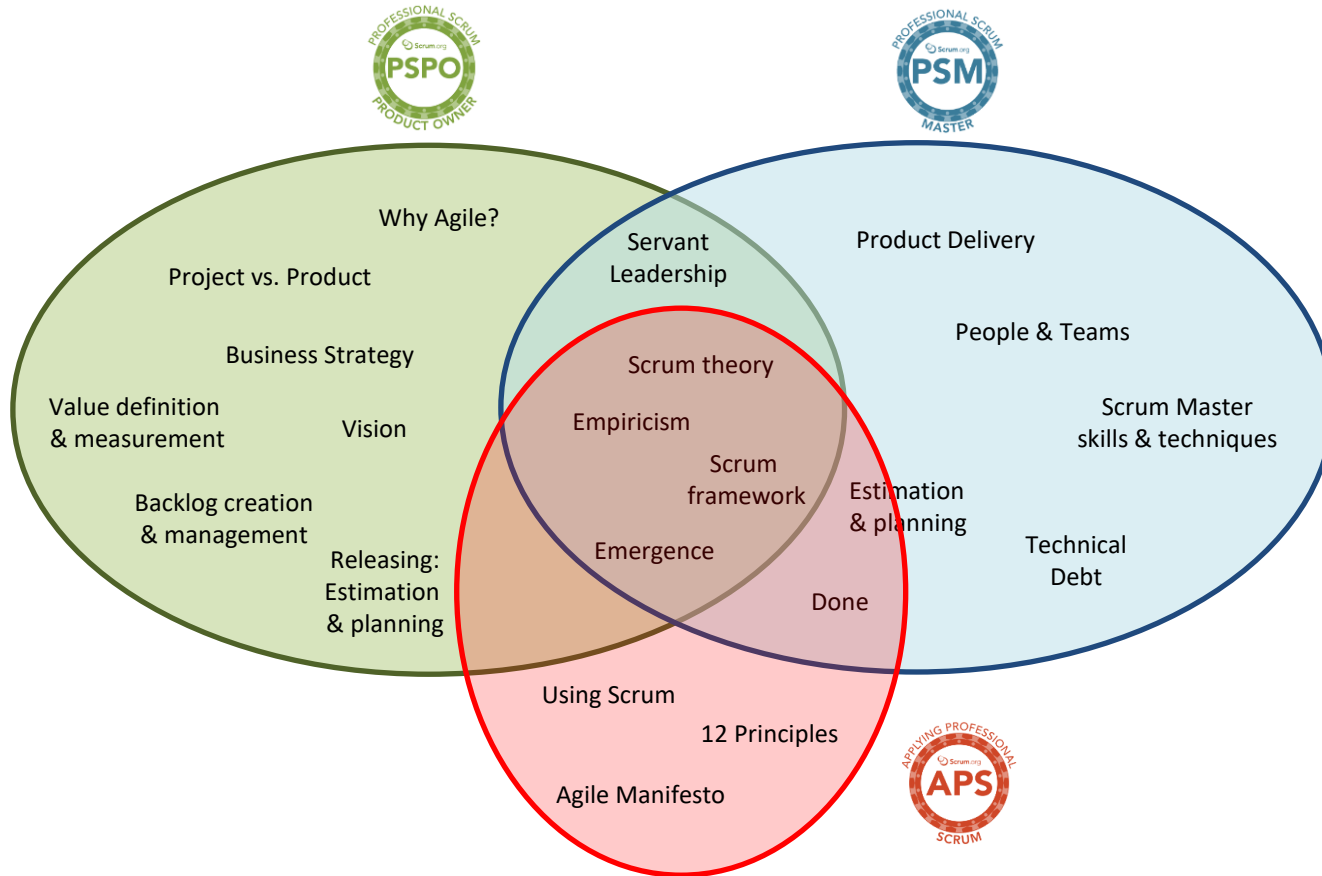 PROFESSIONAL SCRUM
Scrum.org
PSPO
PRODUCT OWNER
PROFESSIONAL SCRUM
Scrum.org
PSM
MASTER
Why Agile?
Servant
Leadership
Product Delivery
Project vs. Product
People & Teams
Business Strategy
Scrum theory
Value definition
& measurement
Vision
Empiricism
Scrum Master
skills & techniques
Scrum
framework
Estimation
& planning
Backlog creation
& management
Releasing:
Estimation
& planning
Emergence
Technical
Debt
Done
Using Scrum
12 Principles
Agile Manifesto
APPLYING PROFESSIONAL
Scrum.org
APS
SCRUM